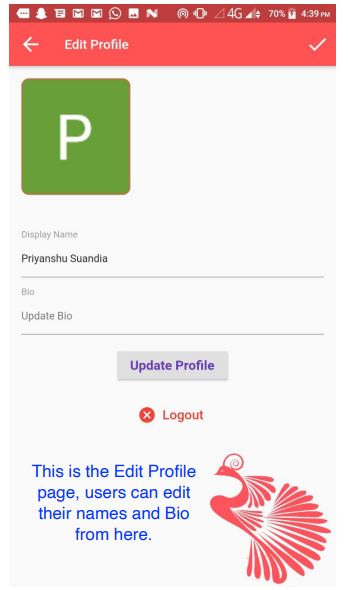 4G 70% 4:39 PM
Edit Profile
P
Display Name
Priyanshu Suandia
Bio
Update Bio
Update Profile
Logout
This is the Edit Profile
page, users can edit
their names and Bio
from here.